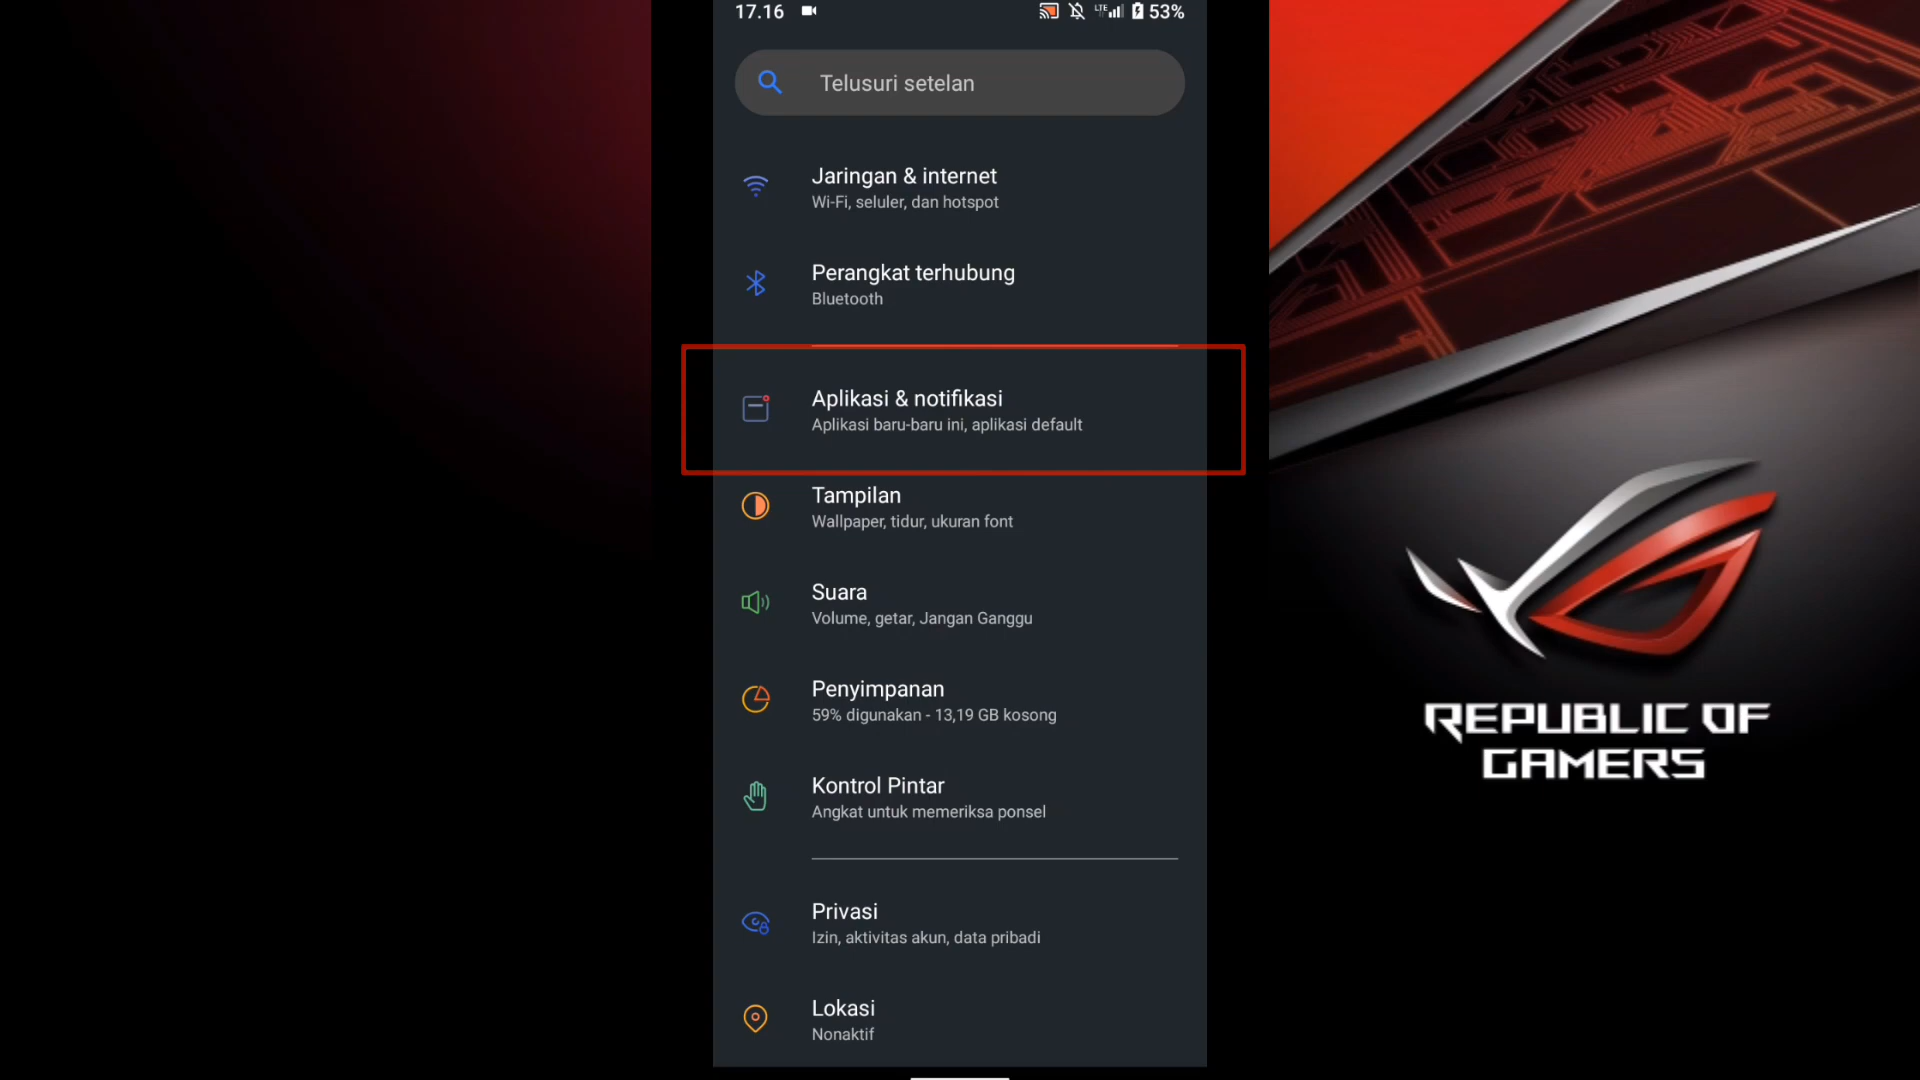 17.16
LTE
53%
Telusuri setelan
Jaringan & internet
Wi-Fi, seluler, dan hotspot
Perangkat terhubung
Bluetooth
Aplikasi & notifikasi
Aplikasi baru-baru ini, aplikasi default
Tampilan
Wallpaper, tidur, ukuran font
Suara
Volume, getar, Jangan Ganggu
Penyimpanan
59% digunakan - 13,19 GB kosong
Kontrol Pintar
Angkat untuk memeriksa ponsel
Privasi
Izin, aktivitas akun, data pribadi
Lokasi
Nonaktif
REPUBLIC OF
GAMERS